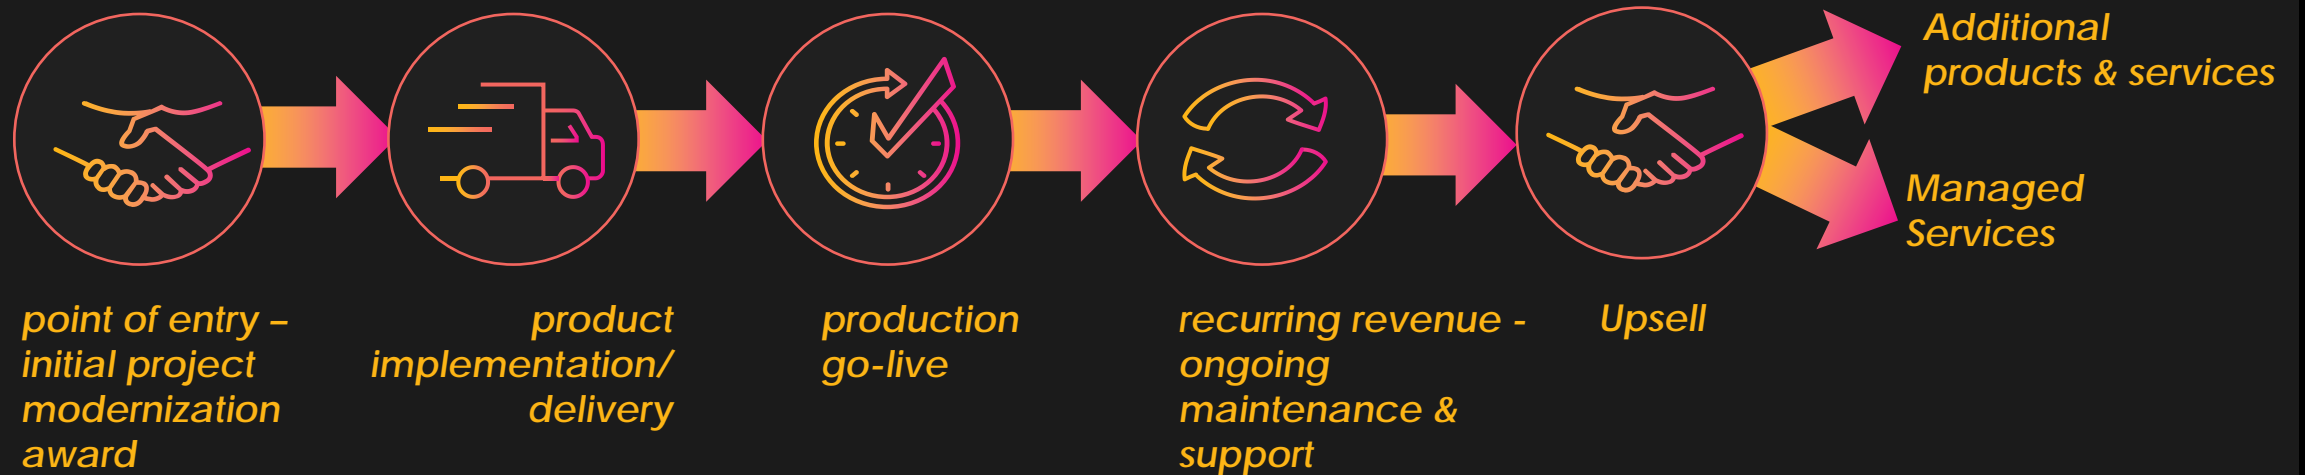 point of entry –
initial project
modernization
award
product
implementation/
delivery
production
go-live
recurring revenue -
ongoing
maintenance &
support
Upsell
Additional
products & services
Managed
Services